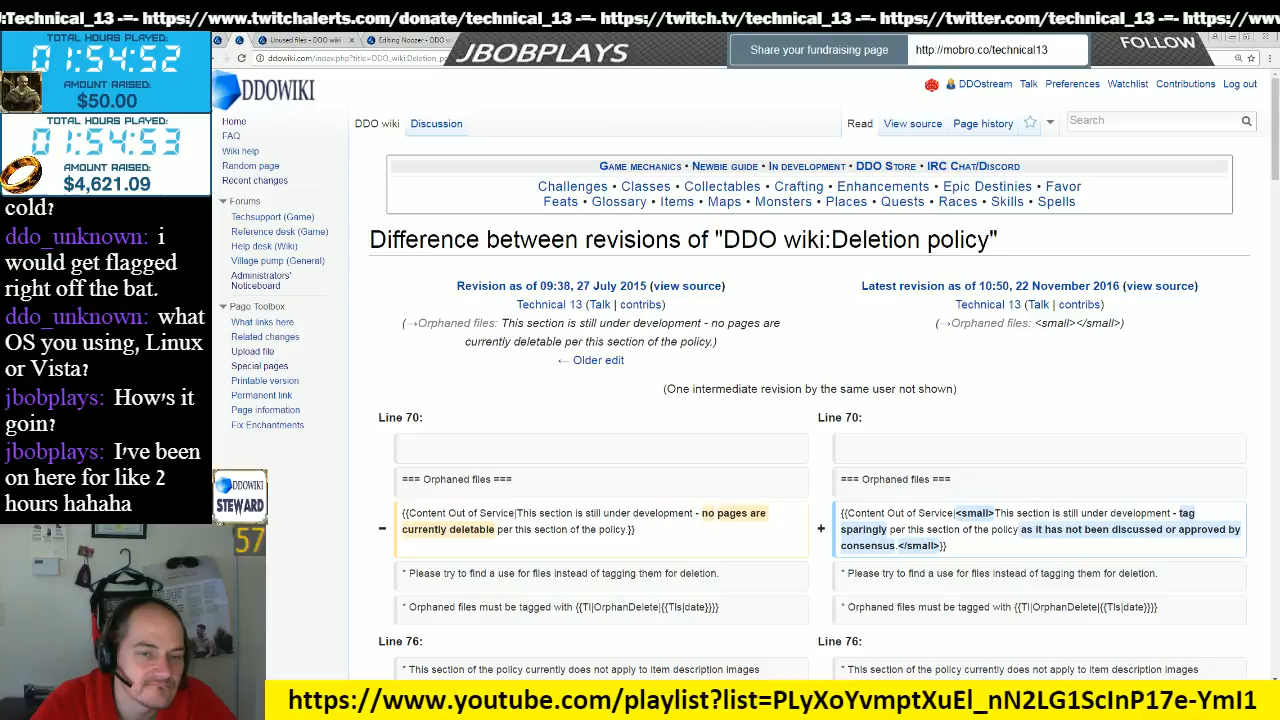 :Technical_13 -=- https://www.twitchalerts.com/donate/technical_13 -=- https://twitch.tv/technical_13 -=- https://twitter.com/technical_13 -=- https://www
TOTAL HOURS PLAYED:
01:54:52
AMOUNT RAISED:
$50.00
TOTAL HOURS PLAYED:
01:54:53
AMOUNT RAISED:
$4,621.09
cold?
ddo_unknown: i
would get flagged
right off the bat.
ddo_unknown: what
OS you using, Linux
or Vista?
jbobplays: How's it
goin?
jbobplays: I've been
on here for like 2
hours hahaha
Unused files - DDO wiki
Editing Noozer - DDO w
ddowiki.com/index.php?title=DDO_wiki:Deletion_p
JBOBPLAYS
Share your fundraising page
http://mobro.co/technical13
FOLLOW
DDOWIKI
DDOstream Talk Preferences Watchlist Contributions Log out
Home
FAQ
Wiki help
Random page
Recent changes
Forums
Techsupport (Game)
Reference desk (Game)
Help desk (Wiki)
Village pump (General)
Administrators'
Noticeboard
Page Toolbox
What links here
Related changes
Upload file
Special pages
Printable version
Permanent link
Page information
Fix Enchantments
DDOWIKI
STEWARD
57
DDO wiki Discussion
Read View source Page history
Search
Game mechanics • Newbie guide • In development • DDO Store • IRC Chat/Discord
Challenges • Classes • Collectables • Crafting • Enhancements • Epic Destinies • Favor
Feats • Glossary • Items • Maps • Monsters • Places • Quests • Races • Skills • Spells
Difference between revisions of "DDO wiki:Deletion policy"
Revision as of 09:38, 27 July 2015 (view source)
Technical 13 (Talk | contribs)
(→Orphaned files: This section is still under development - no pages are
currently deletable per this section of the policy.)
← Older edit
Latest revision as of 10:50, 22 November 2016 (view source)
Technical 13 (Talk | contribs)
(→Orphaned files: <small></small>)
(One intermediate revision by the same user not shown)
Line 70:
=== Orphaned files ===
− {{Content Out of Service|This section is still under development - no pages are
currently deletable per this section of the policy.}}
* Please try to find a use for files instead of tagging them for deletion.
* Orphaned files must be tagged with {{Tl|OrphanDelete|{{Tls|date}}}}
Line 76:
* This section of the policy currently does not apply to item description images
Line 70:
=== Orphaned files ===
+ {{Content Out of Service|<small>This section is still under development - tag
sparingly per this section of the policy as it has not been discussed or approved by
consensus.</small>}}
* Please try to find a use for files instead of tagging them for deletion.
* Orphaned files must be tagged with {{Tl|OrphanDelete|{{Tls|date}}}}
Line 76:
* This section of the policy currently does not apply to item description images
https://www.youtube.com/playlist?list=PLyXoYvmptXuEl_nN2LG1ScInP17e-YmI1